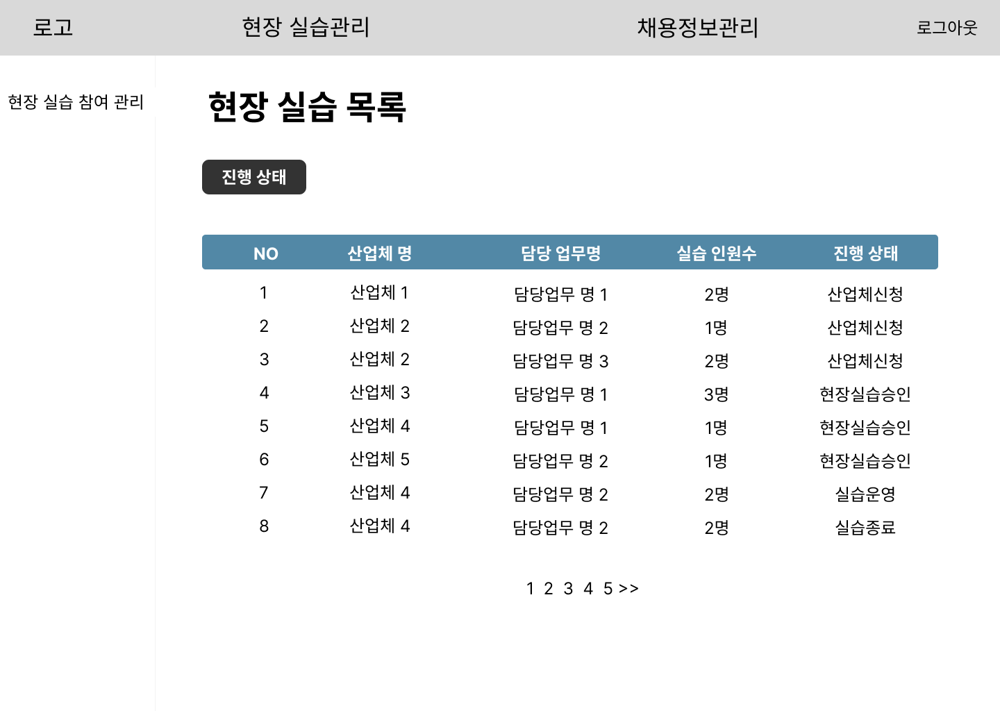 로고 현장 실습관리 채용정보관리 로그아웃
현장 실습 참여 관리
현장 실습 목록
진행 상태
NO 산업체 명 담당 업무명 실습 인원수 진행 상태
1 산업체 1 담당업무 명 1 2명 산업체신청
2 산업체 2 담당업무 명 2 1명 산업체신청
3 산업체 2 담당업무 명 3 2명 산업체신청
4 산업체 3 담당업무 명 1 3명 현장실습승인
5 산업체 4 담당업무 명 1 1명 현장실습승인
6 산업체 5 담당업무 명 2 1명 현장실습승인
7 산업체 4 담당업무 명 2 2명 실습운영
8 산업체 4 담당업무 명 2 2명 실습종료
1 2 3 4 5 >>